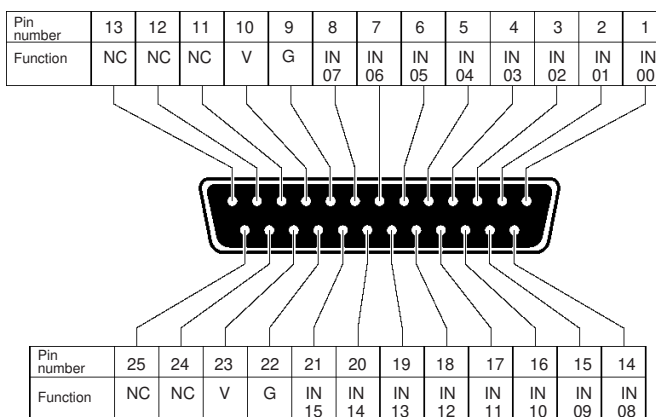 Pin number 13 12 11 10 9 8 7 6 5 4 3 2 1
Function NC NC NC V G IN 07 IN 06 IN 05 IN 04 IN 03 IN 02 IN 01 IN 00
Pin number 25 24 23 22 21 20 19 18 17 16 15 14
Function NC NC V G IN 15 IN 14 IN 13 IN 12 IN 11 IN 10 IN 09 IN 08